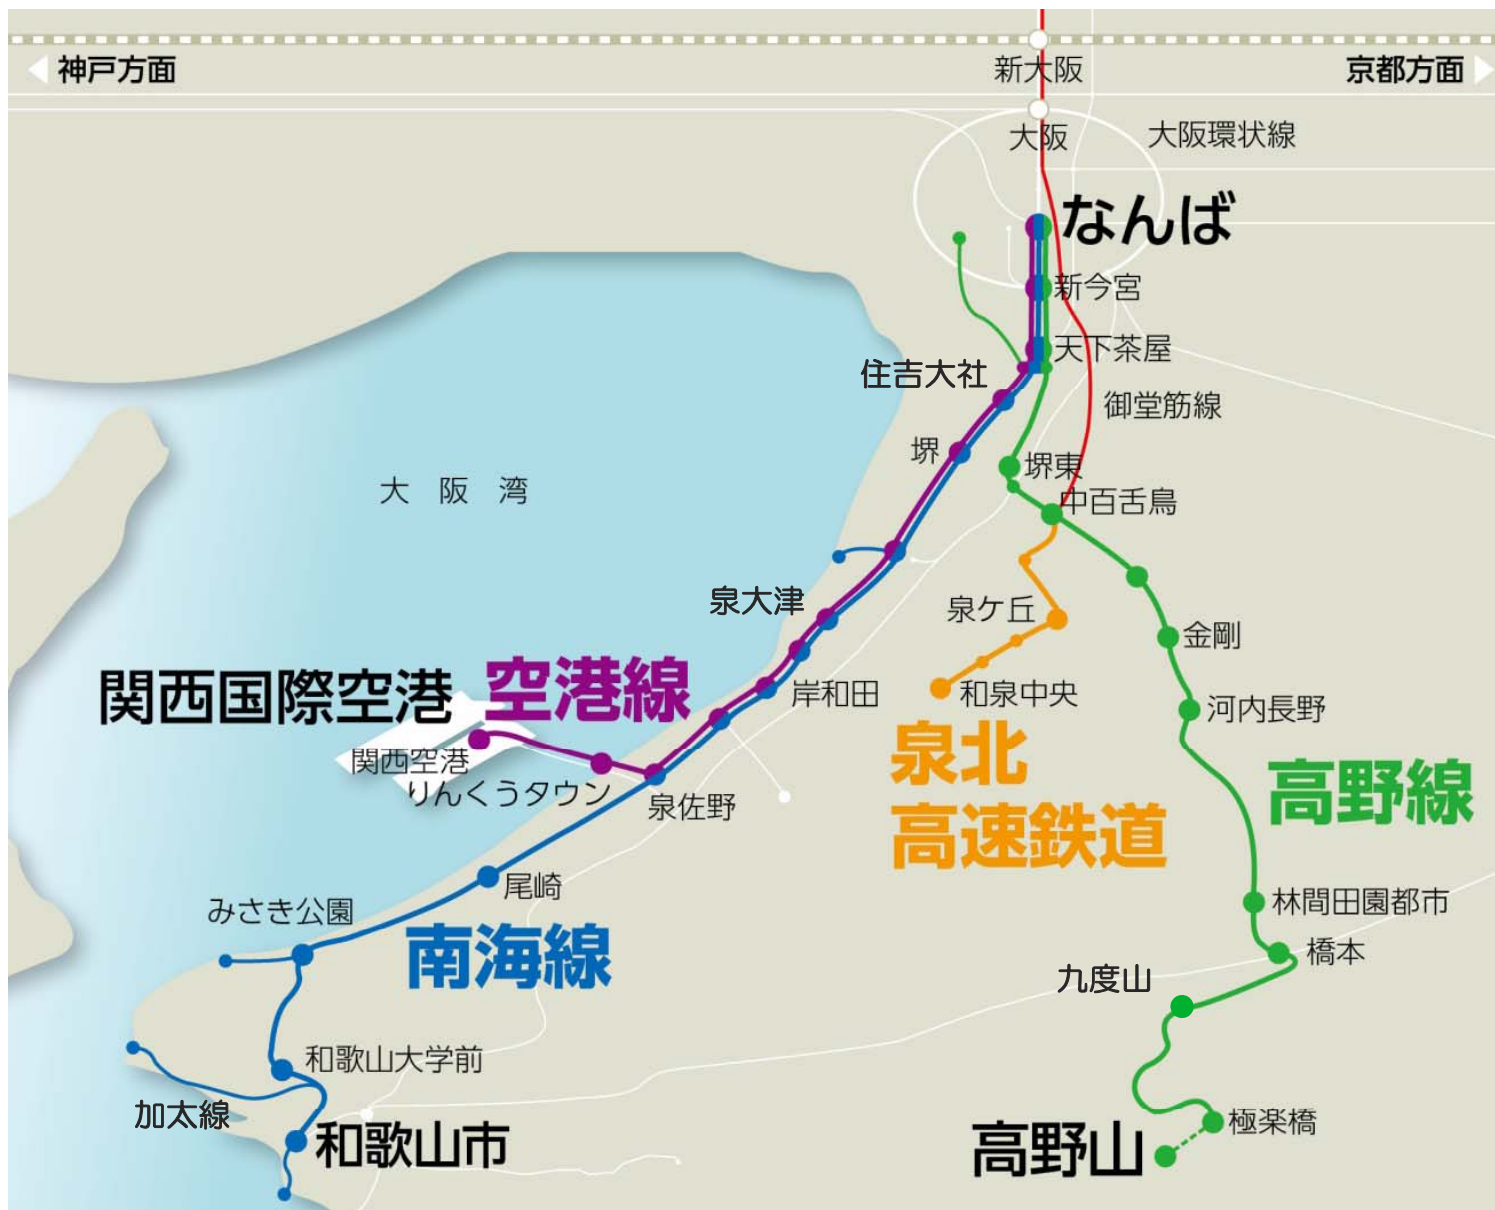 神戸方面
新大阪
京都方面
大阪
大阪環状線
なんば
新今宮
天下茶屋
住吉大社
御堂筋線
堺
堺東
大阪湾
中百舌鳥
泉大津
泉ケ丘
金剛
関西国際空港
空港線
岸和田
和泉中央
河内長野
関西空港
りんくうタウン
泉佐野
泉北
高速鉄道
高野線
尾崎
みさき公園
林間田園都市
南海線
橋本
九度山
和歌山大学前
加太線
和歌山市
極楽橋
高野山